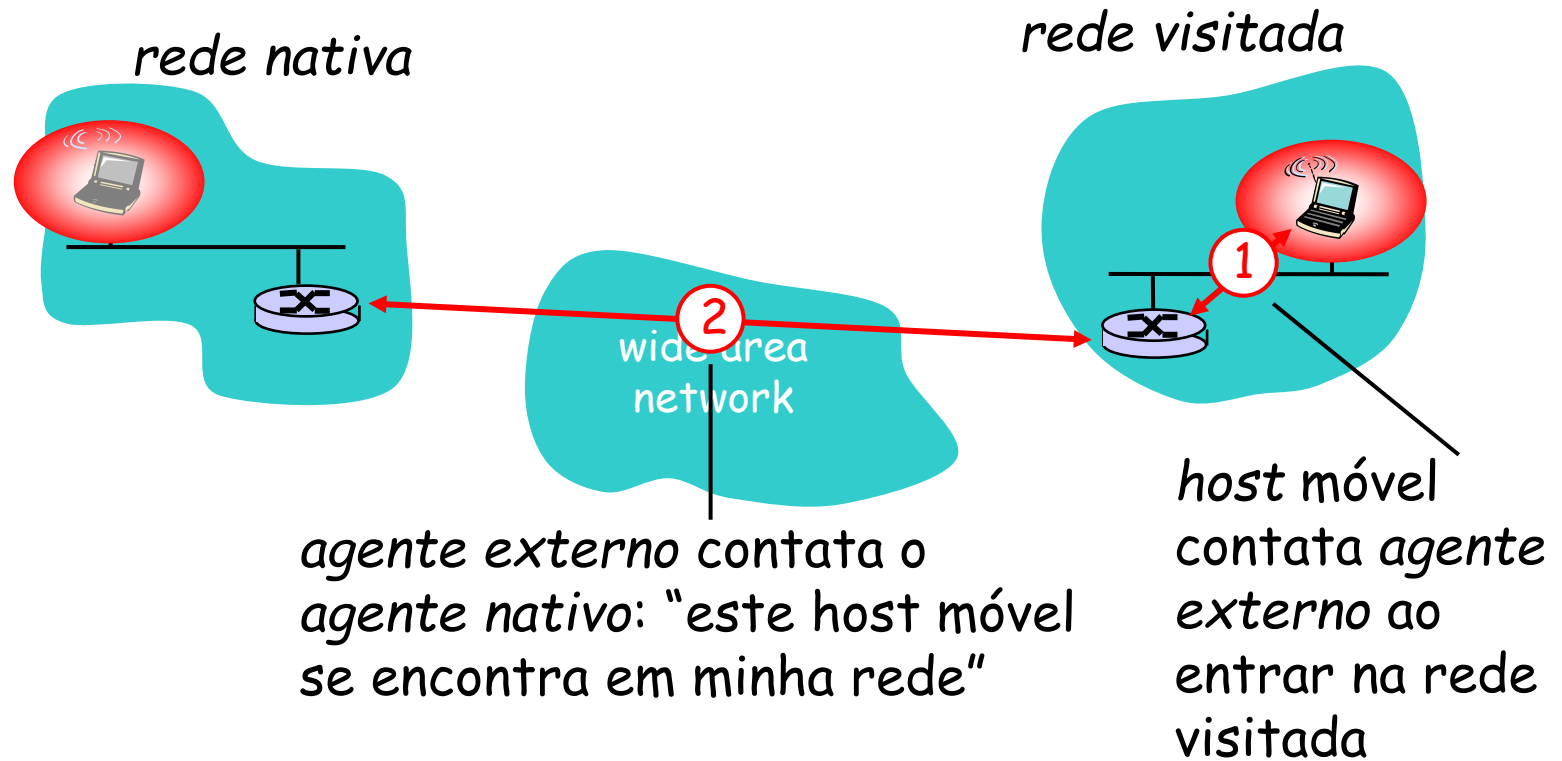 rede nativa
rede visitada
1
2
wide area
network
agente externo contata o
agente nativo: “este host móvel
se encontra em minha rede”
host móvel
contata agente
externo ao
entrar na rede
visitada